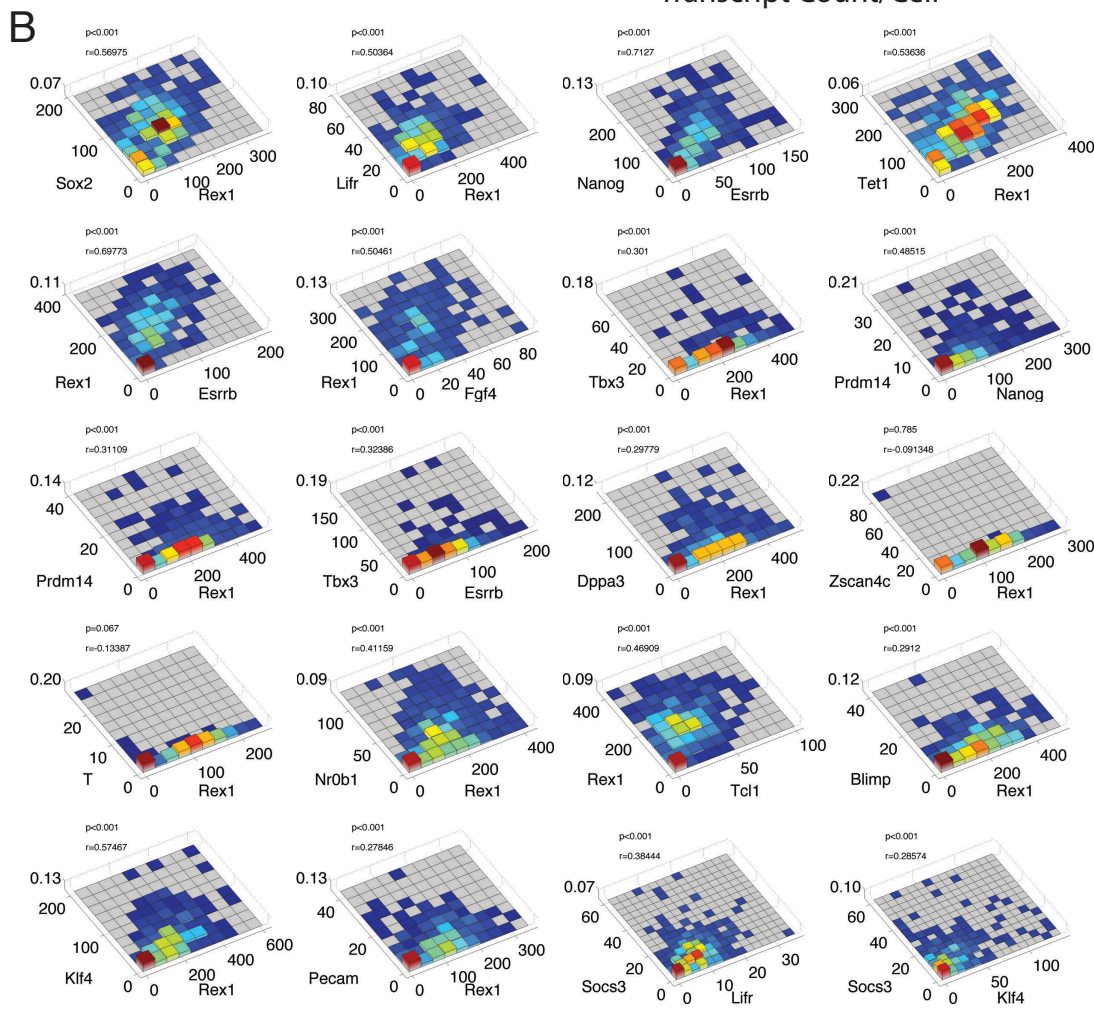 Transcript Count/Cell
B
p<0.001
r=0.56975
0.07
200
100
0
Sox2
0
100
200
300
Rex1
p<0.001
r=0.50364
0.10
80
60
40
20
0
Lifr
0
200
400
Rex1
p<0.001
r=0.7127
0.13
200
100
0
Nanog
0
50
100
150
Esrrb
p<0.001
r=0.53636
0.06
300
200
100
0
Tet1
0
200
400
Rex1
p<0.001
r=0.69773
0.11
400
200
0
Rex1
0
100
200
Esrrb
p<0.001
r=0.50461
0.13
300
200
100
0
Rex1
0
20
40
60
80
Fgf4
p<0.001
r=0.301
0.18
60
40
20
0
Tbx3
0
200
400
Rex1
p<0.001
r=0.48515
0.21
30
20
10
0
Prdm14
0
100
200
300
Nanog
p<0.001
r=0.31109
0.14
40
20
0
Prdm14
0
200
400
Rex1
p<0.001
r=0.32386
0.19
150
100
50
0
Tbx3
0
100
200
Esrrb
p<0.001
r=0.29779
0.12
200
100
0
Dppa3
0
200
400
Rex1
p=0.785
r=-0.091348
0.22
80
60
40
20
0
Zscan4c
0
100
200
300
Rex1
p=0.067
r=-0.13387
0.20
20
10
0
T
0
100
200
Rex1
p<0.001
r=0.41159
0.09
100
50
0
Nr0b1
0
200
400
Rex1
p<0.001
r=0.46909
0.09
400
200
0
Rex1
0
50
100
Tcl1
p<0.001
r=0.2912
0.12
40
20
0
Blimp
0
100
200
300
Rex1
p<0.001
r=0.57467
0.13
200
100
0
Klf4
0
200
400
600
Rex1
p<0.001
r=0.27846
0.13
40
20
0
Pecam
0
100
200
300
Rex1
p<0.001
r=0.38444
0.07
60
40
20
0
Socs3
0
10
20
30
Lifr
p<0.001
r=0.28574
0.10
60
40
20
0
Socs3
0
50
100
Klf4